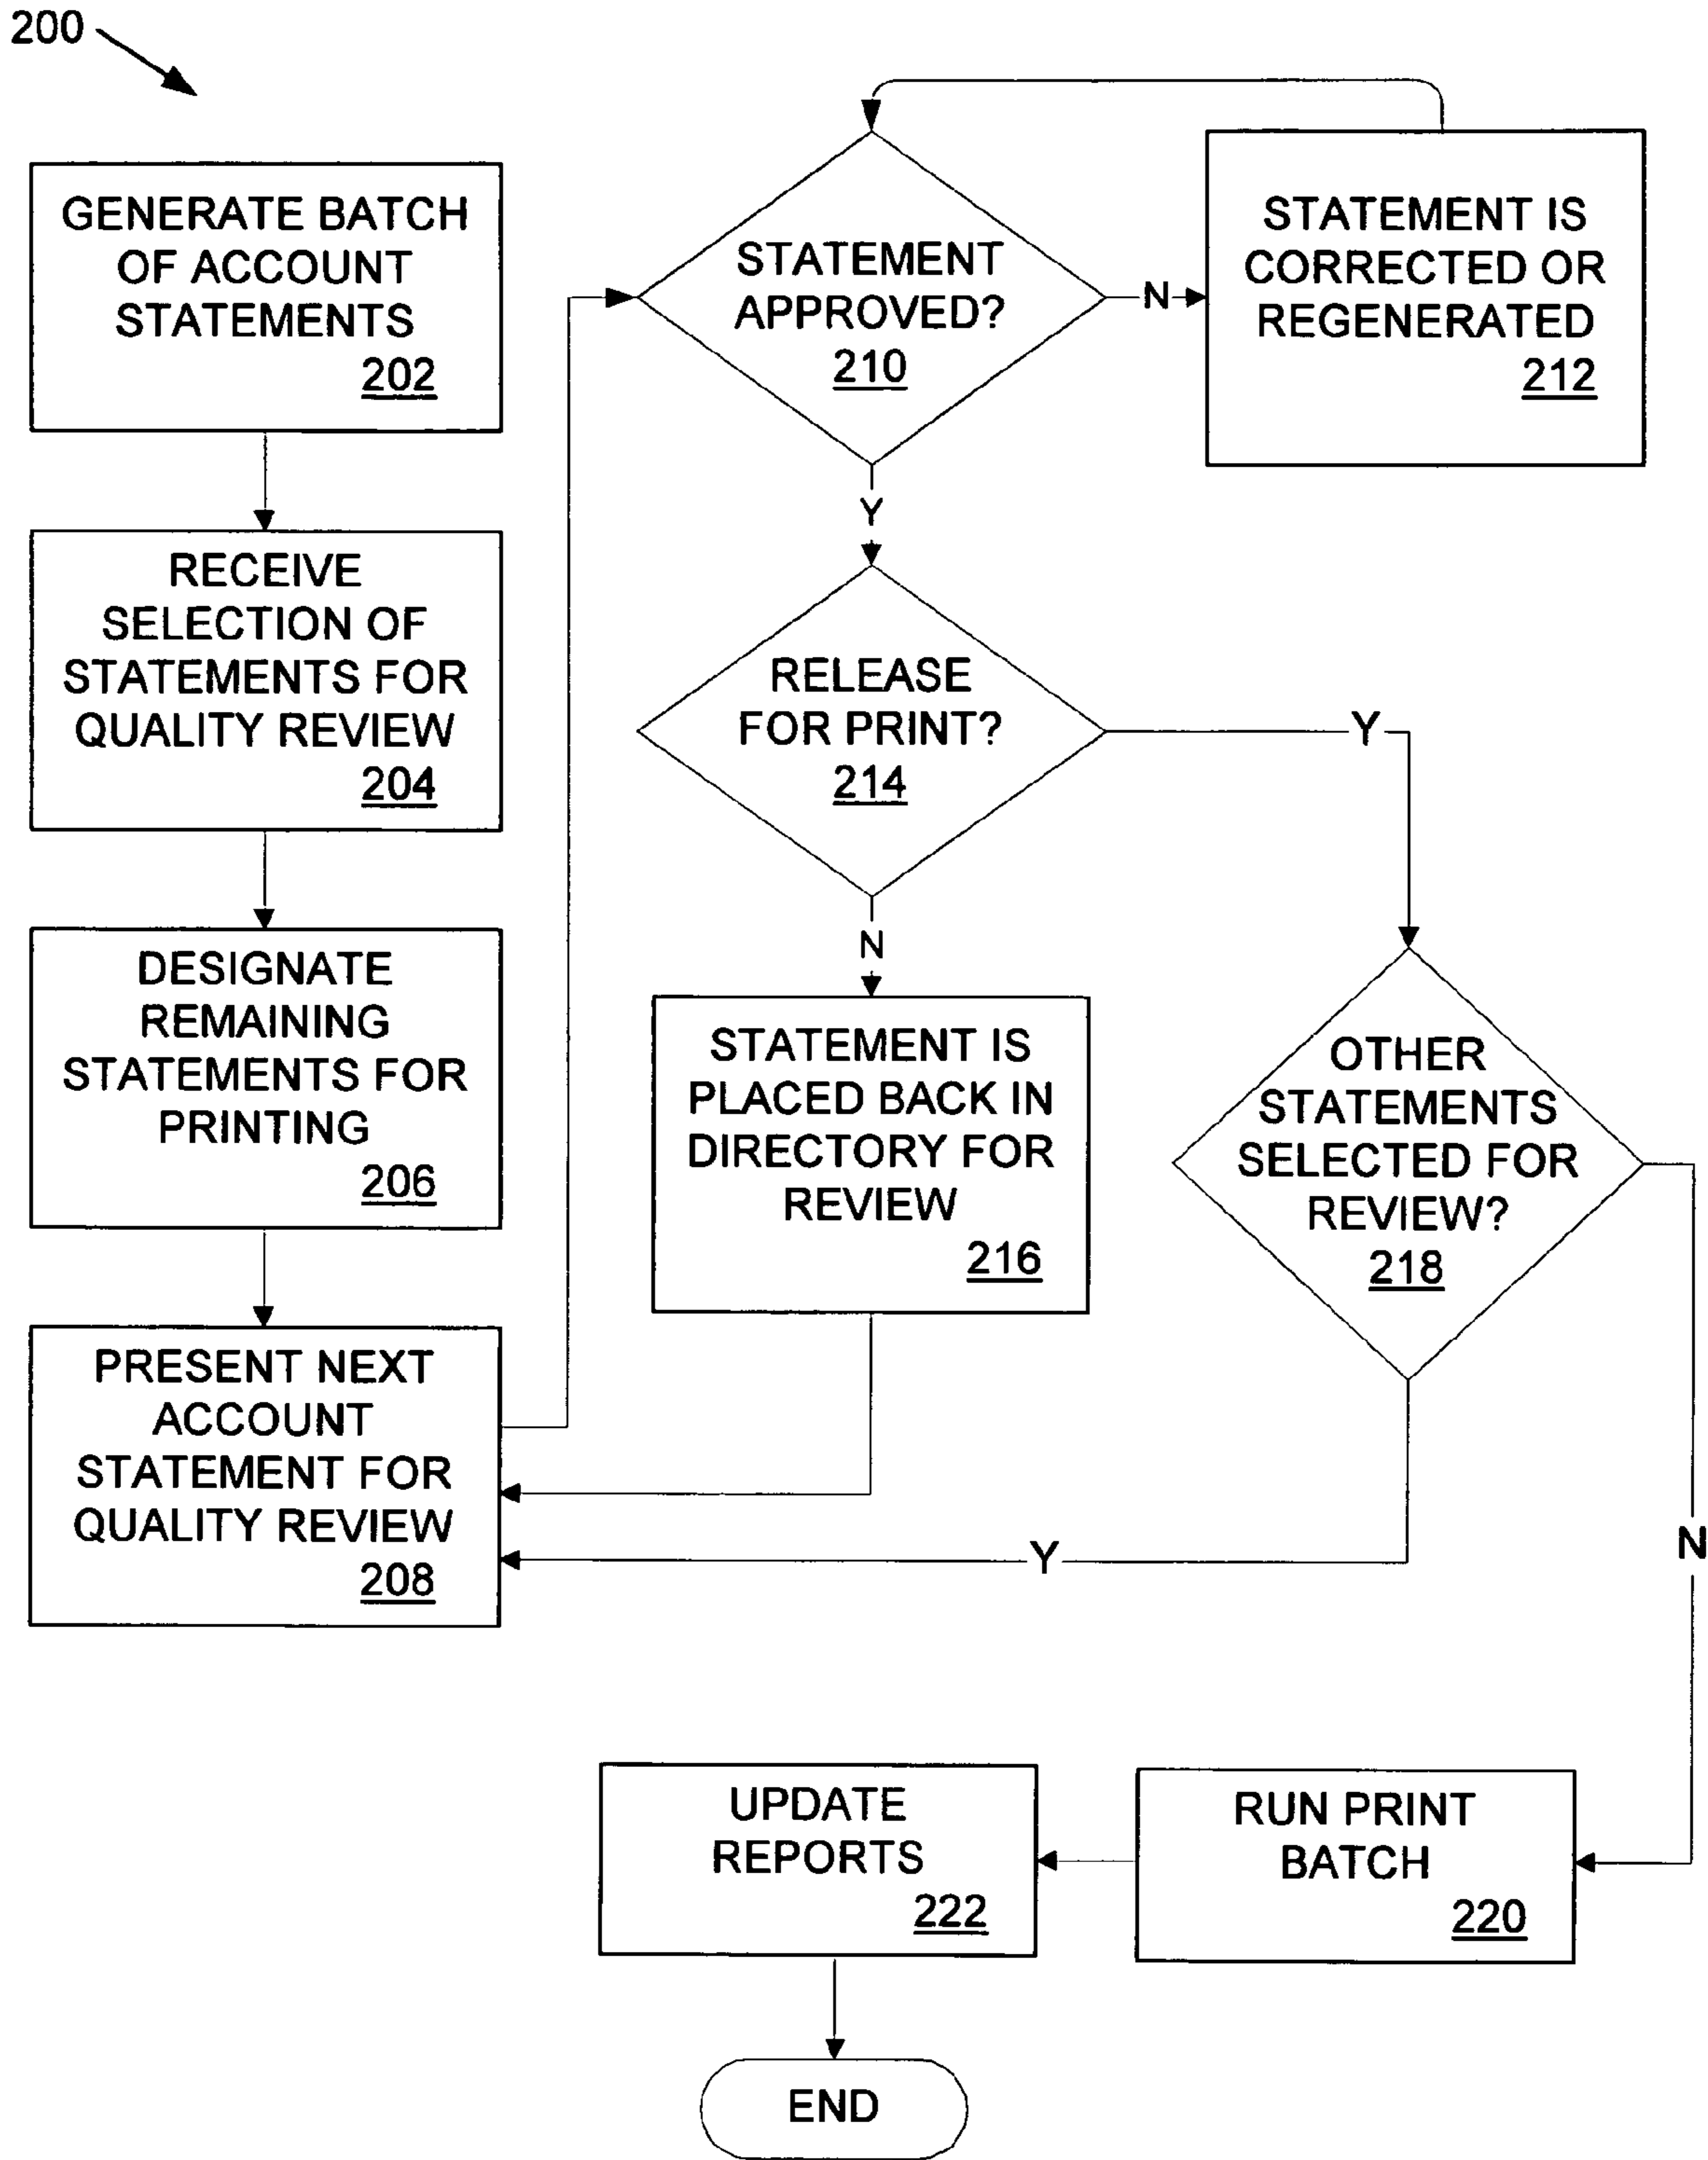 200
GENERATE BATCH
OF ACCOUNT
STATEMENTS
202
RECEIVE
SELECTION OF
STATEMENTS FOR
QUALITY REVIEW
204
DESIGNATE
REMAINING
STATEMENTS FOR
PRINTING
206
PRESENT NEXT
ACCOUNT
STATEMENT FOR
QUALITY REVIEW
208
STATEMENT
APPROVED?
210
N
STATEMENT IS
CORRECTED OR
REGENERATED
212
Y
RELEASE
FOR PRINT?
214
Y
N
STATEMENT IS
PLACED BACK IN
DIRECTORY FOR
REVIEW
216
OTHER
STATEMENTS
SELECTED FOR
REVIEW?
218
Y
N
RUN PRINT
BATCH
220
UPDATE
REPORTS
222
END